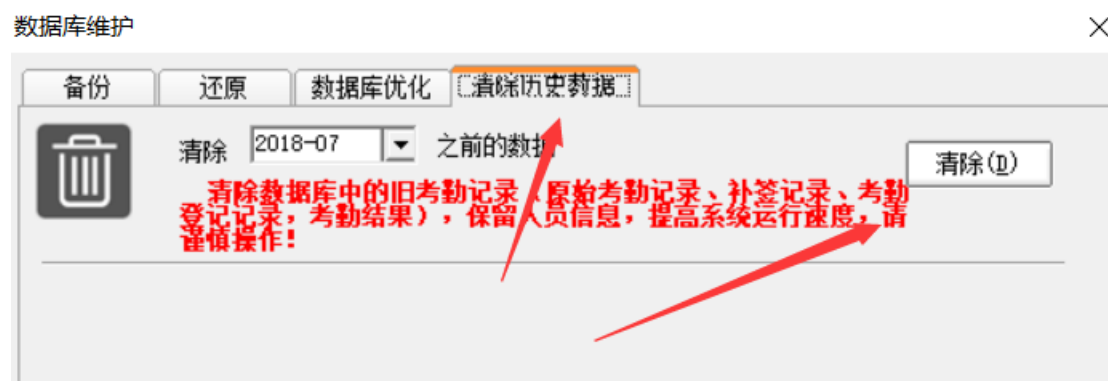 数据库维护
备份 还原 数据库优化 清除历史数据
清除 2018-07 之前的数据 清除(D)
清除数据库中的旧考勤记录（原始考勤记录、补签记录、考勤
登记记录，考勤结果），保留人员信息，提高系统运行速度，请
谨慎操作！